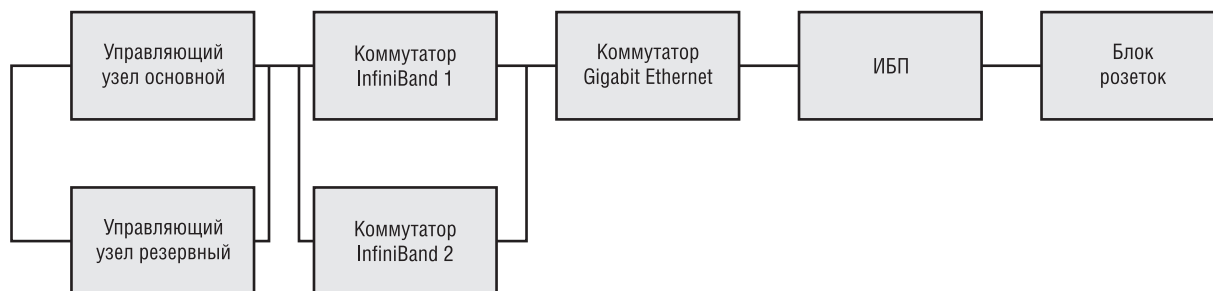 Управляющий
узел основной
Коммутатор
InfiniBand 1
Коммутатор
Gigabit Ethernet
ИБП
Блок
розеток
Управляющий
узел резервный
Коммутатор
InfiniBand 2